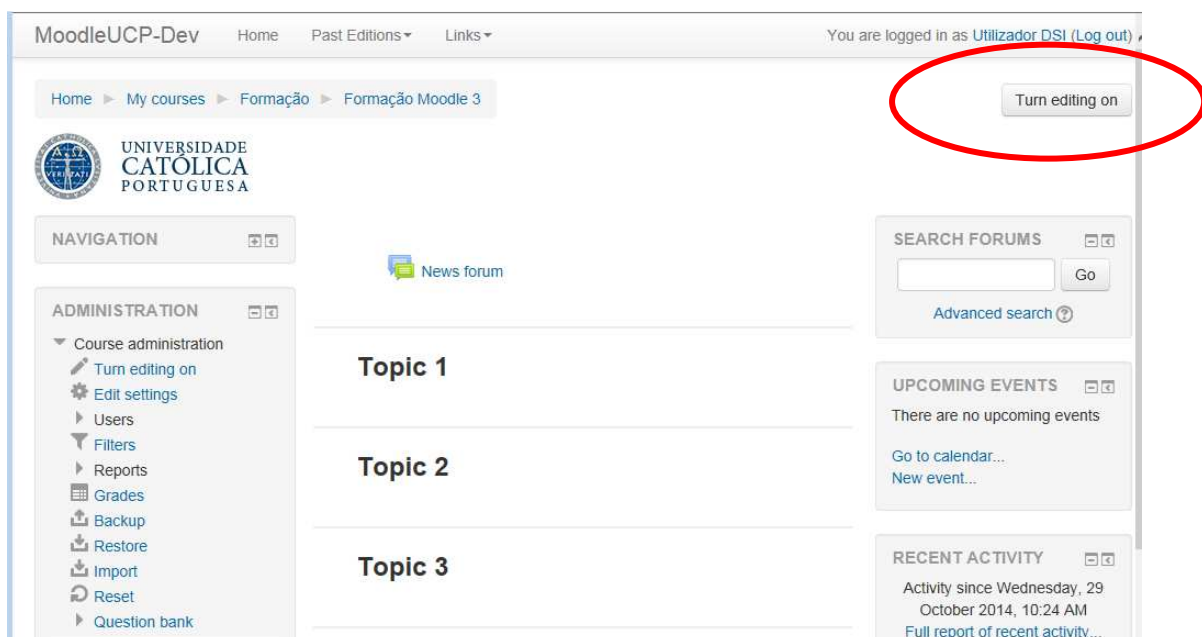 MoodleUCP-Dev Home Past Editions Links You are logged in as Utilizador DSI (Log out)
Home My courses Formação Formação Moodle 3 Turn editing on
UNIVERSIDADE
CATÓLICA
PORTUGUESA
NAVIGATION
ADMINISTRATION
Course administration
Turn editing on
Edit settings
Users
Filters
Reports
Grades
Backup
Restore
Import
Reset
Question bank
News forum
Topic 1
Topic 2
Topic 3
SEARCH FORUMS
Go
Advanced search
UPCOMING EVENTS
There are no upcoming events
Go to calendar...
New event...
RECENT ACTIVITY
Activity since Wednesday, 29
October 2014, 10:24 AM
Full report of recent activity...